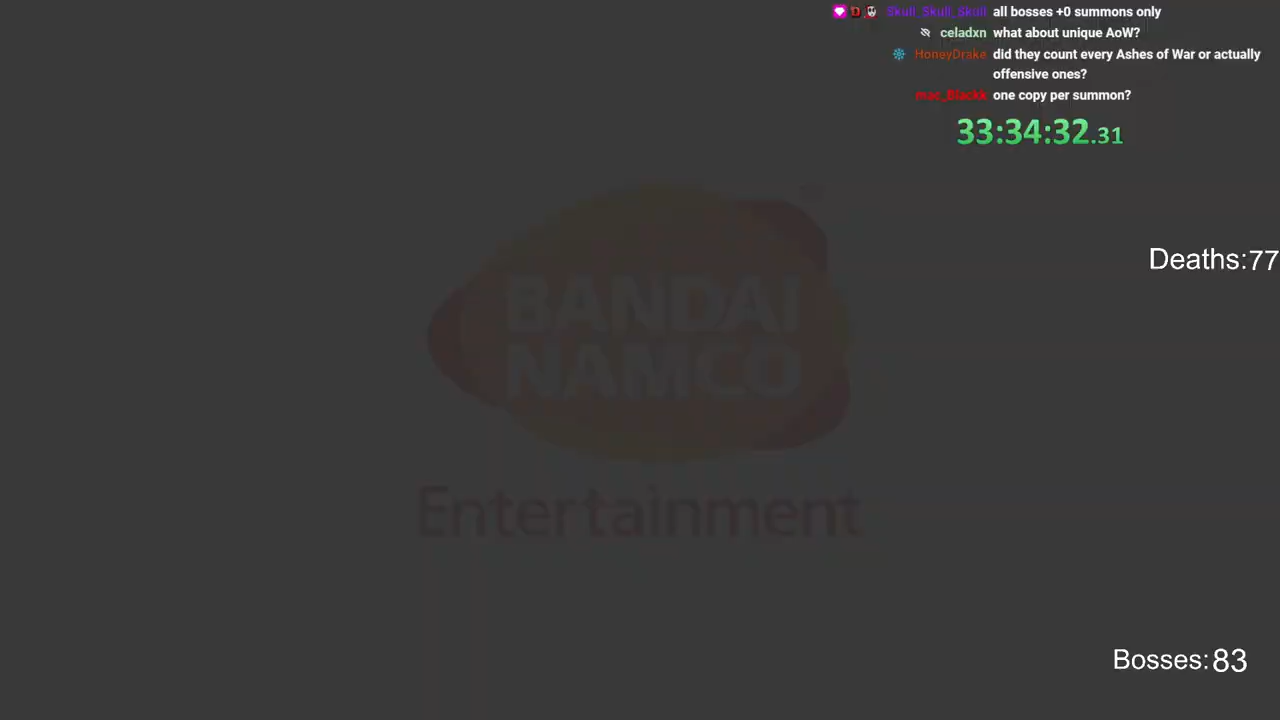 Skull_Skull_Skull all bosses +0 summons only
celadxn what about unique AoW?
HoneyDrake did they count every Ashes of War or actually
offensive ones?
mac_Blackk one copy per summon?
33:34:32.31
Deaths:77
BANDAI
NAMCO
Entertainment
Bosses:83